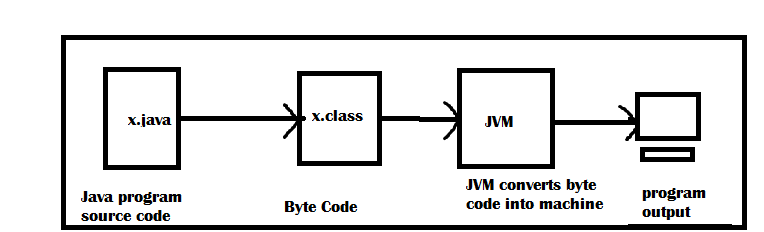 x.java
x.class
JVM
Java program
source code
Byte Code
JVM converts byte
code into machine
program
output